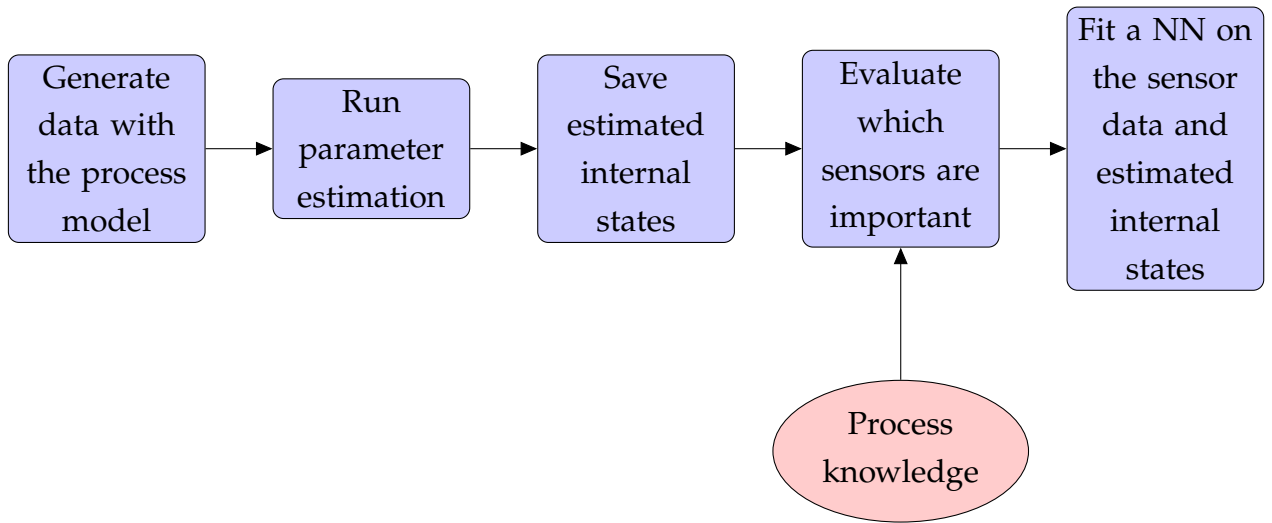 Generate
data with
the process
model
Run
parameter
estimation
Save
estimated
internal
states
Evaluate
which
sensors are
important
Fit a NN on
the sensor
data and
estimated
internal
states
Process
knowledge